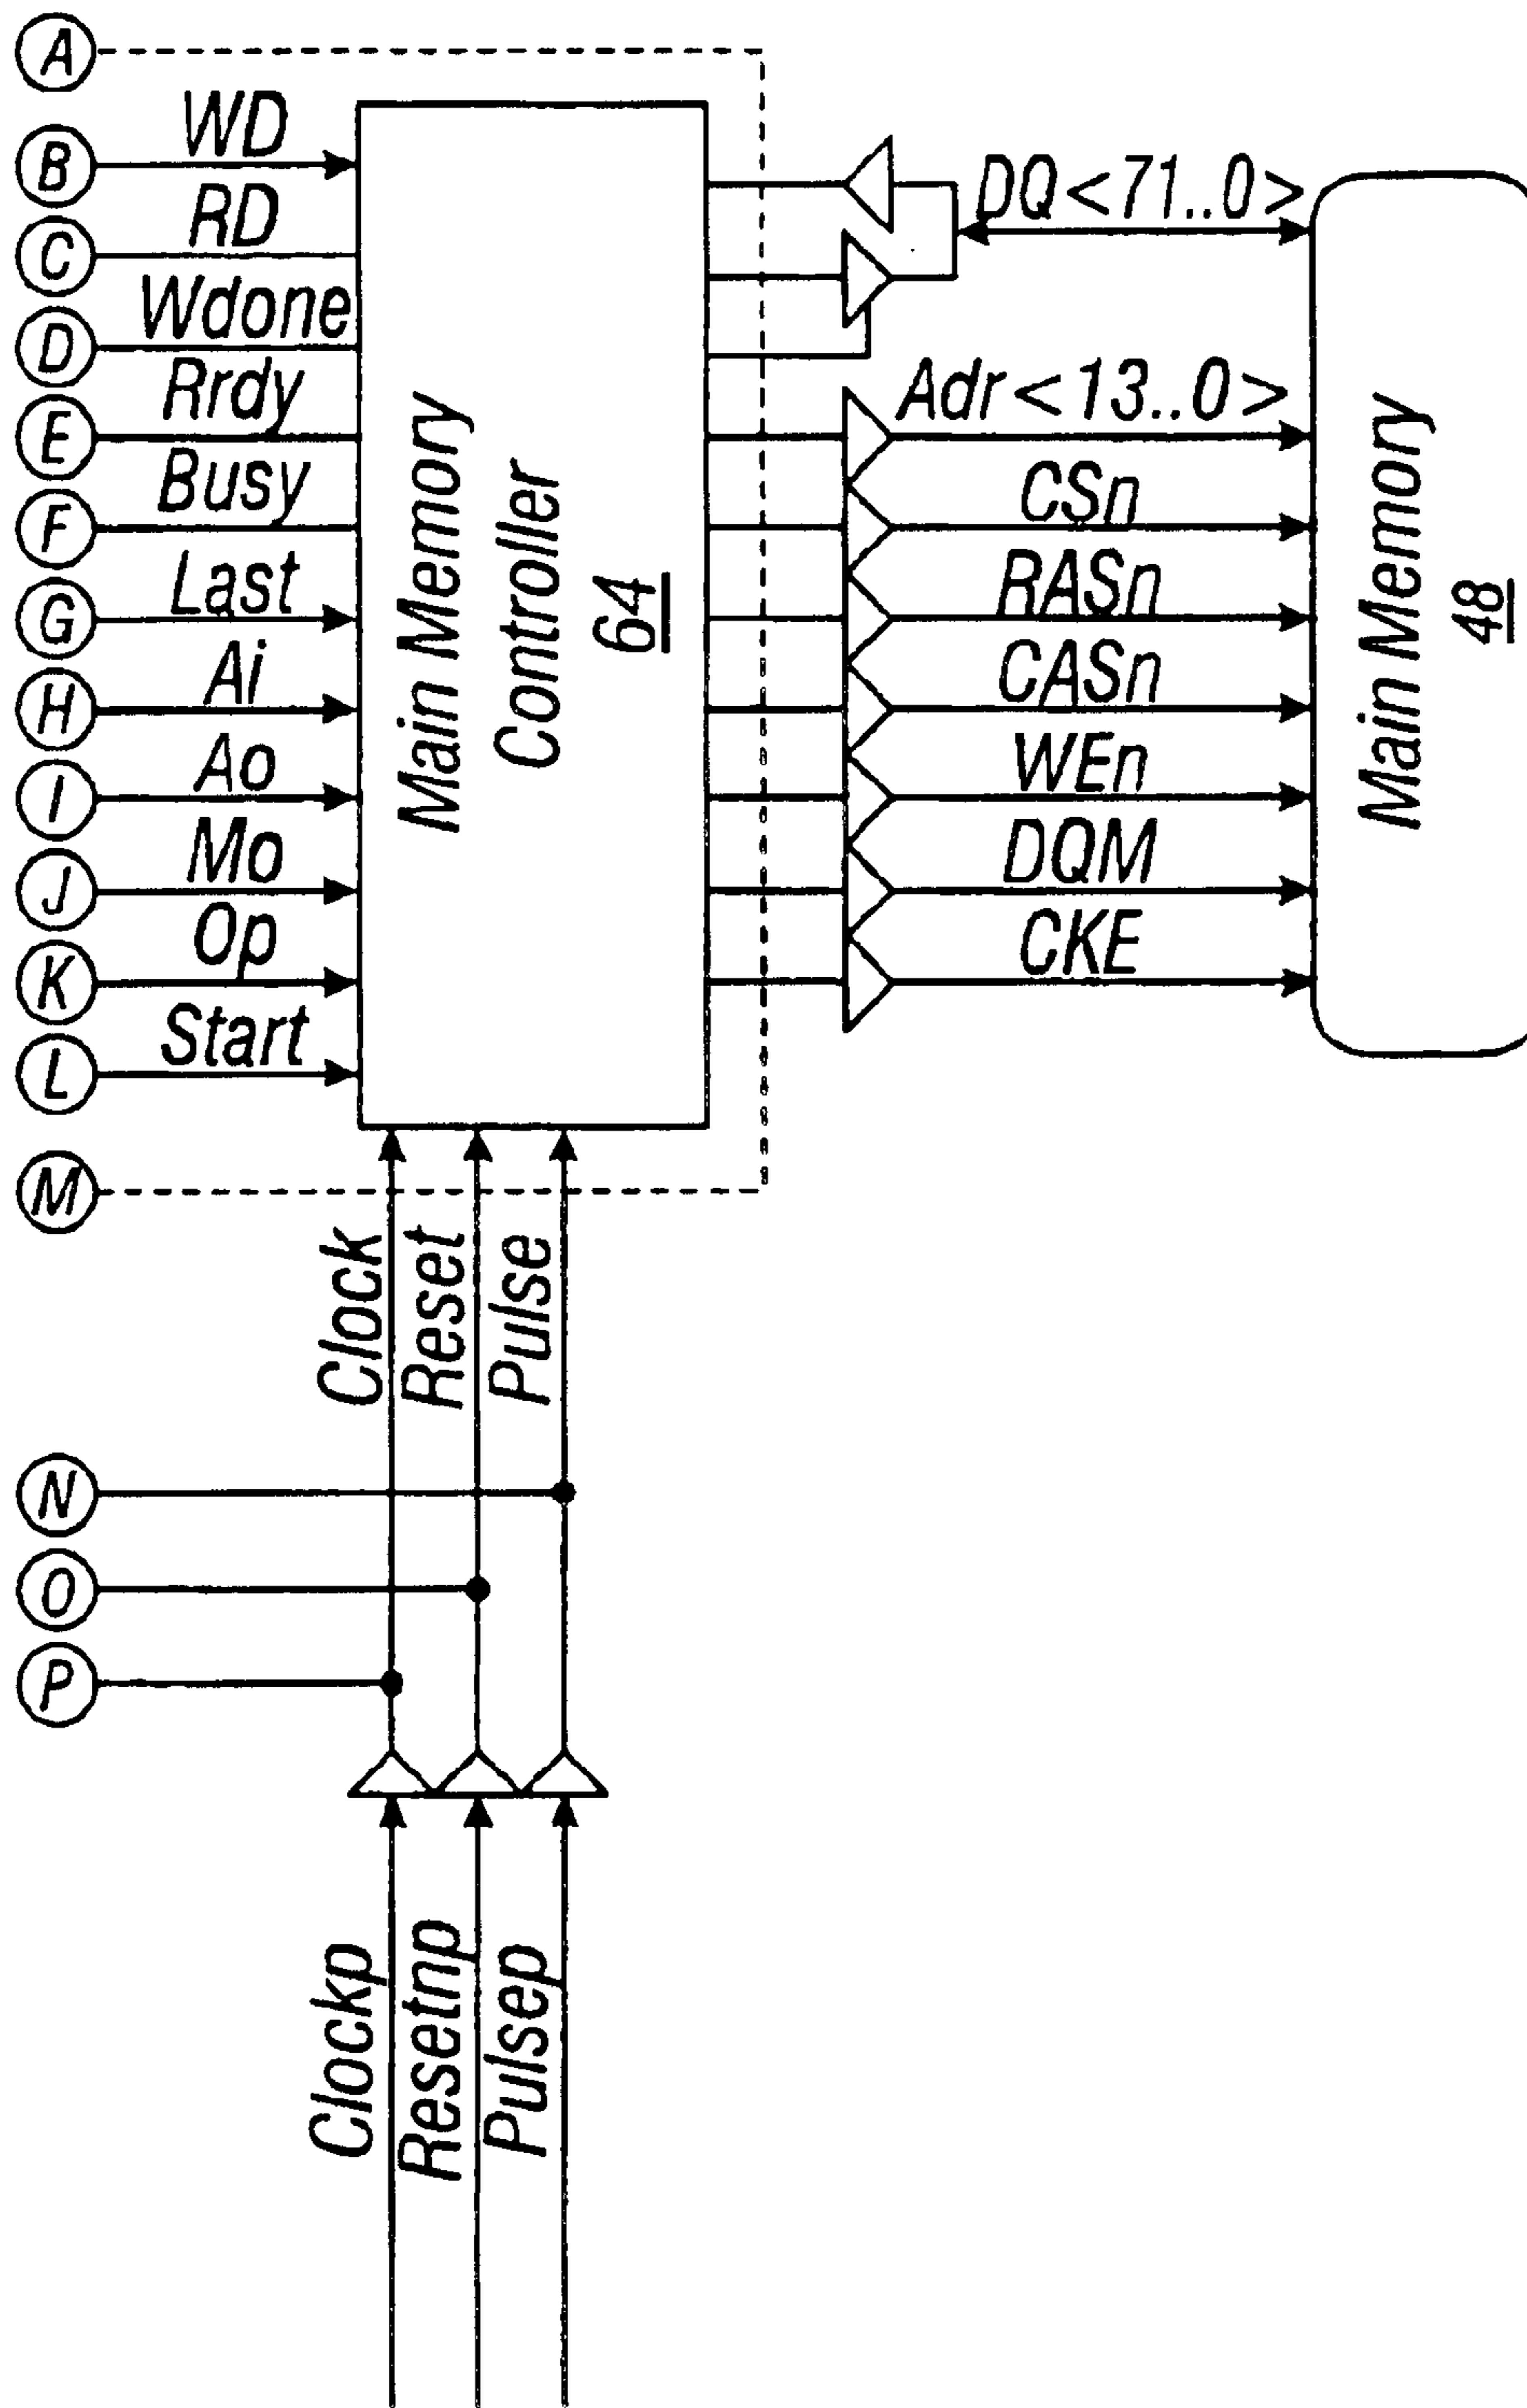 A
B WD
C RD
D Wdone
E Rrdy
F Busy
G Last
H Ai
I Ao
J Mo
K Op
L Start
M
Main Memory
Controller
64
DQ<71..0>
Adr<13..0>
CSn
RASn
CASn
WEn
DQM
CKE
Main Memory
48
Clock
Reset
Pulse
N
O
P
Clockp
Resetnp
Pulsep